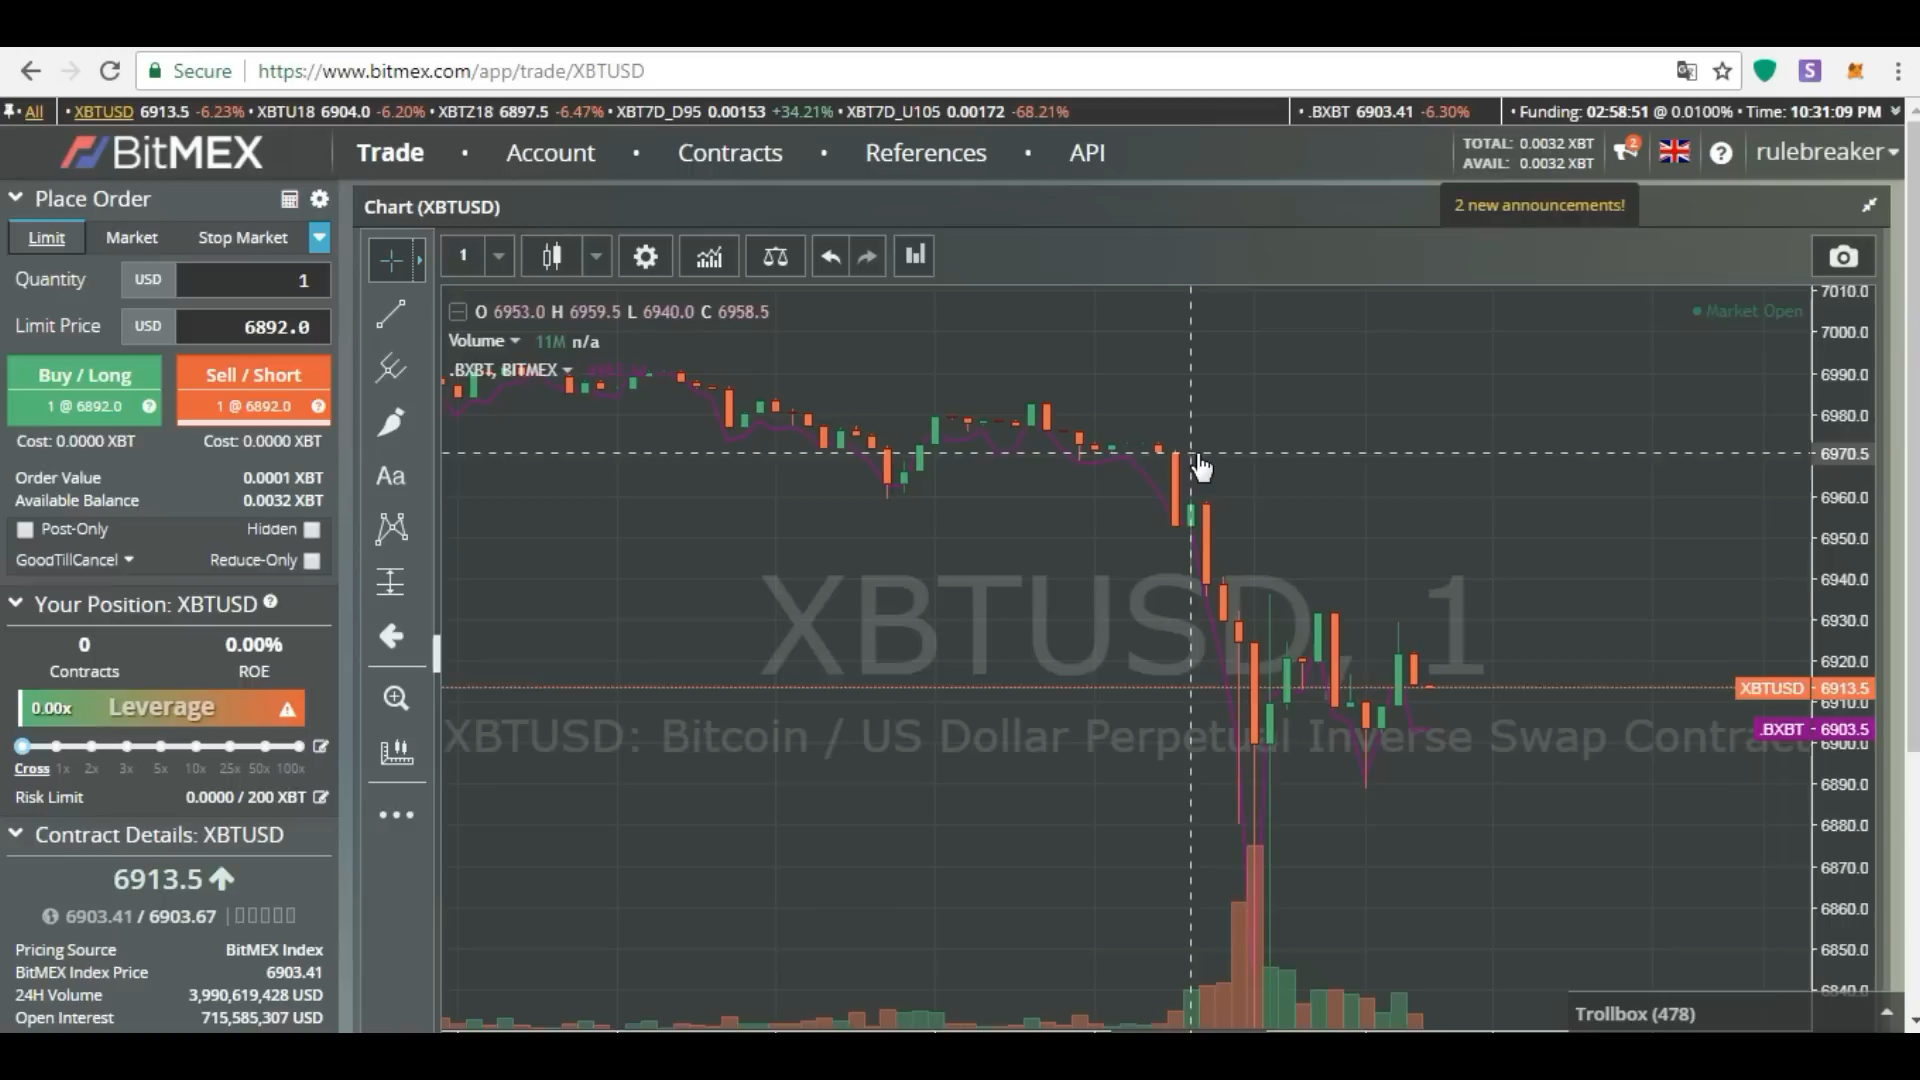 Secure https://www.bitmex.com/app/trade/XBTUSD
All • XBTUSD 6913.5 -6.23% • XBTU18 6904.0 -6.20% • XBTZ18 6897.5 -6.47% • XBT7D_D95 0.00153 +34.21% • XBT7D_U105 0.00172 -68.21% • .BXBT 6903.41 -6.30% • Funding: 02:58:51 @ 0.0100% • Time: 10:31:09 PM
BitMEX Trade • Account • Contracts • References • API
TOTAL: 0.0032 XBT
AVAIL: 0.0032 XBT
2
rulebreaker
Place Order
Chart (XBTUSD)
2 new announcements!
Limit Market Stop Market
1
Quantity USD 1
Limit Price USD 6892.0
Buy / Long Sell / Short
1 @ 6892.0 1 @ 6892.0
Cost: 0.0000 XBT Cost: 0.0000 XBT
Order Value 0.0001 XBT
Available Balance 0.0032 XBT
Post-Only Hidden
GoodTillCancel Reduce-Only
Your Position: XBTUSD
0 0.00%
Contracts ROE
0.00x Leverage
Cross 1x 2x 3x 5x 10x 25x 50x 100x
Risk Limit 0.0000 / 200 XBT
Contract Details: XBTUSD
6913.5
6903.41 / 6903.67
Pricing Source BitMEX Index
BitMEX Index Price 6903.41
24H Volume 3,990,619,428 USD
Open Interest 715,585,307 USD
Aa
O 6953.0 H 6959.5 L 6940.0 C 6958.5
Market Open
Volume 11M n/a
.BXBT, BITMEX
XBTUSD, 1
XBTUSD: Bitcoin / US Dollar Perpetual Inverse Swap Contract
7010.0
7000.0
6990.0
6980.0
6970.5
6960.0
6950.0
6940.0
6930.0
6920.0
XBTUSD 6913.5
6910.0
.BXBT 6903.5
6900.0
6890.0
6880.0
6870.0
6860.0
6850.0
6840.0
Trollbox (478)